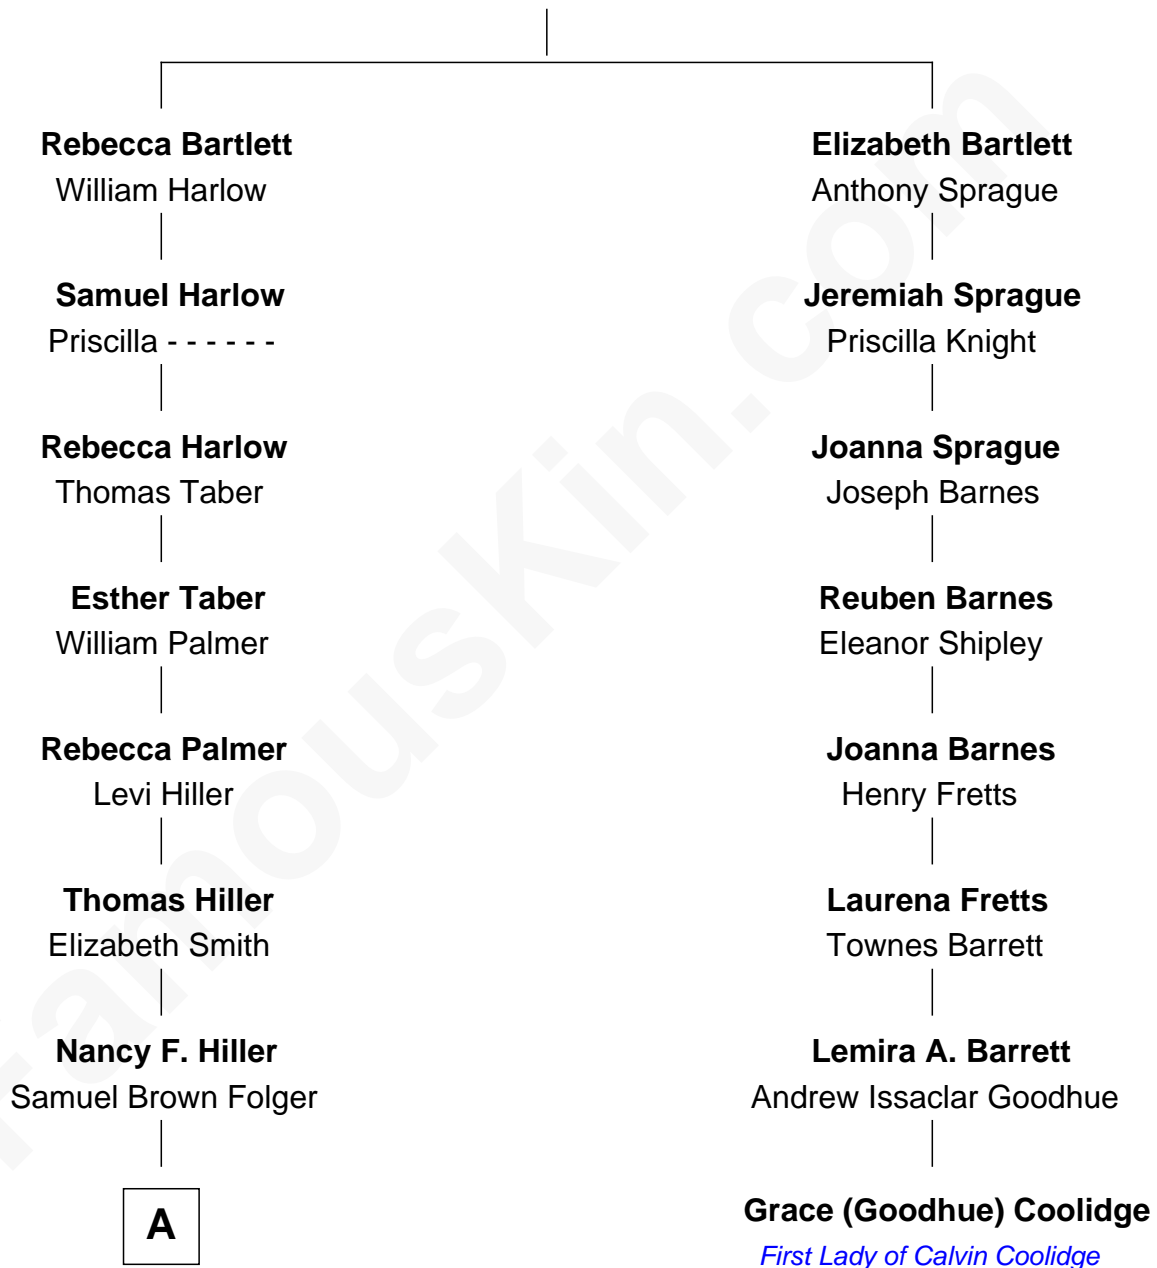 Rebecca Bartlett
William Harlow
Elizabeth Bartlett
Anthony Sprague
Samuel Harlow
Priscilla - - - - - -
Jeremiah Sprague
Priscilla Knight
Rebecca Harlow
Thomas Taber
Joanna Sprague
Joseph Barnes
Esther Taber
William Palmer
Reuben Barnes
Eleanor Shipley
Rebecca Palmer
Levi Hiller
Joanna Barnes
Henry Fretts
Thomas Hiller
Elizabeth Smith
Laurena Fretts
Townes Barrett
Nancy F. Hiller
Samuel Brown Folger
Lemira A. Barrett
Andrew Issaclar Goodhue
A
Grace (Goodhue) Coolidge
First Lady of Calvin Coolidge
famouskin.com